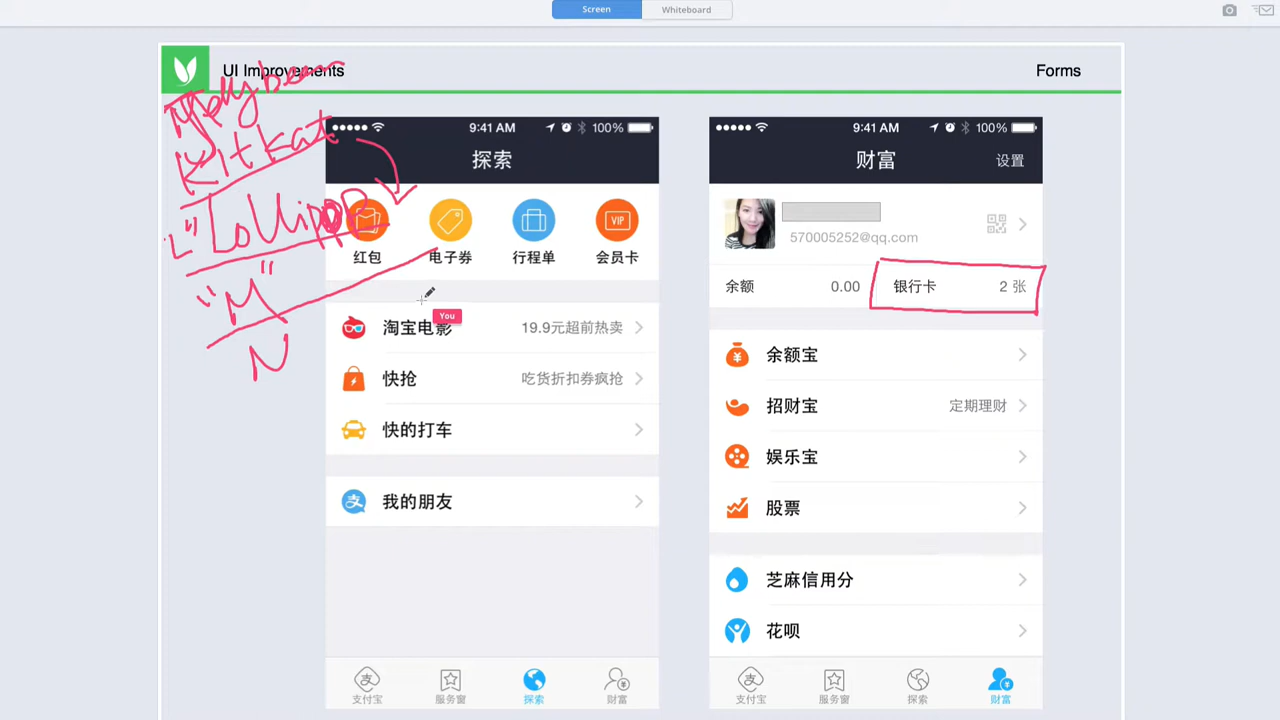 Screen Whiteboard
UI Improvements
Forms
Jelly bean
KitKat
"L" Lollipop
"M"
N
9:41 AM 100%
探索
红包 电子券 行程单 会员卡
VIP
You
淘宝电影 19.9元超前热卖
快抢 吃货折扣券疯抢
快的打车
我的朋友
支付宝 服务窗 探索 财富
9:41 AM 100%
财富 设置
570005252@qq.com
余额 0.00 银行卡 2 张
余额宝
招财宝 定期理财
娱乐宝
股票
芝麻信用分
花呗
支付宝 服务窗 探索 财富